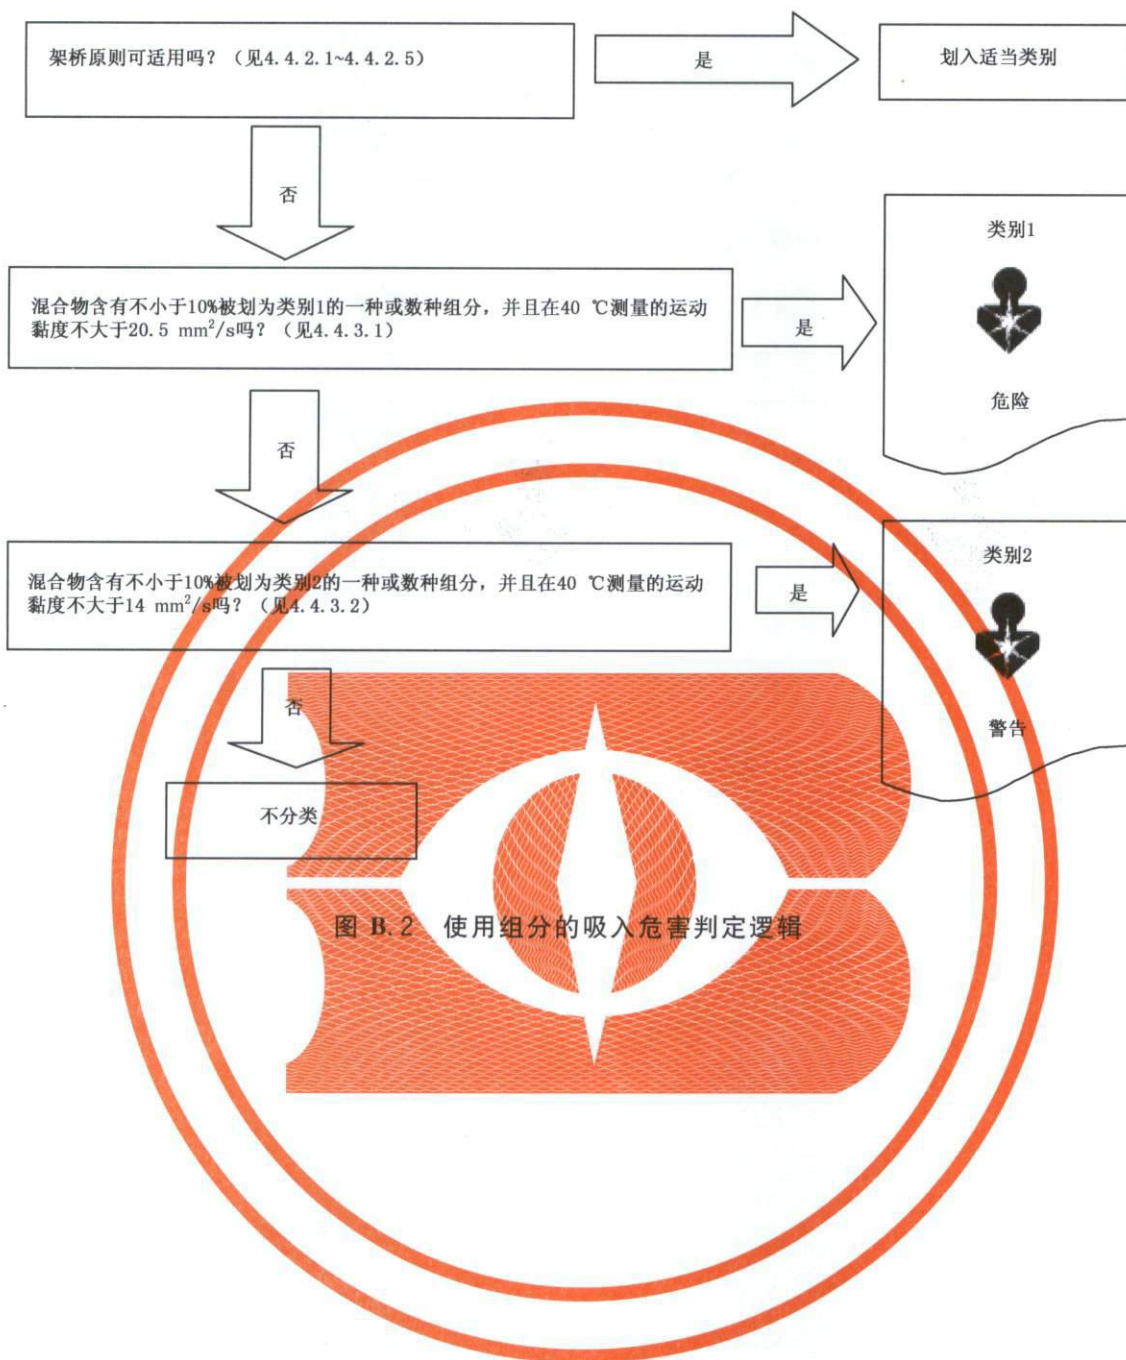 架桥原则可适用吗？（见4.4.2.1~4.4.2.5）
是
划入适当类别
否
混合物含有不小于10%被划为类别1的一种或数种组分，并且在40 ℃测量的运动
黏度不大于20.5 mm²/s吗？（见4.4.3.1）
是
类别1
危险
否
混合物含有不小于10%被划为类别2的一种或数种组分，并且在40 ℃测量的运动
黏度不大于14 mm²/s吗？（见4.4.3.2）
是
类别2
警告
否
不分类
图 B.2 使用组分的吸入危害判定逻辑